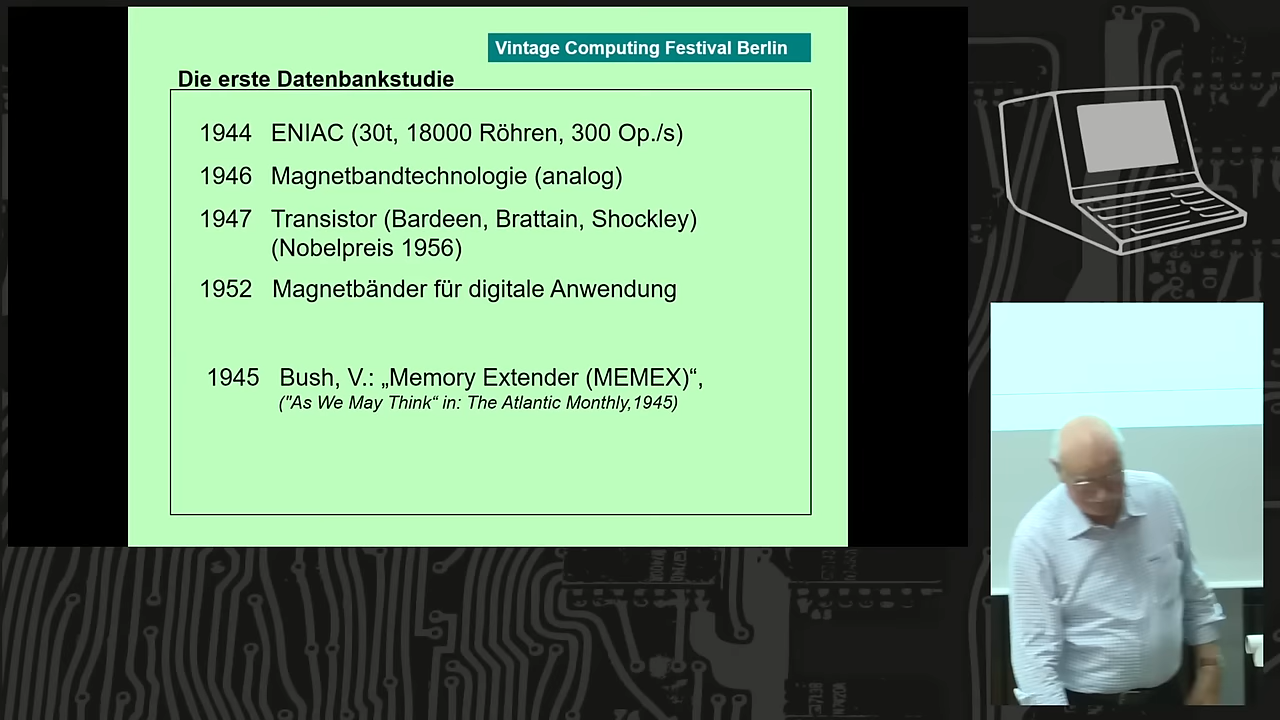 Vintage Computing Festival Berlin
Die erste Datenbankstudie
1944 ENIAC (30t, 18000 Röhren, 300 Op./s)
1946 Magnetbandtechnologie (analog)
1947 Transistor (Bardeen, Brattain, Shockley)
(Nobelpreis 1956)
1952 Magnetbänder für digitale Anwendung
1945 Bush, V.: „Memory Extender (MEMEX)“,
("As We May Think“ in: The Atlantic Monthly,1945)